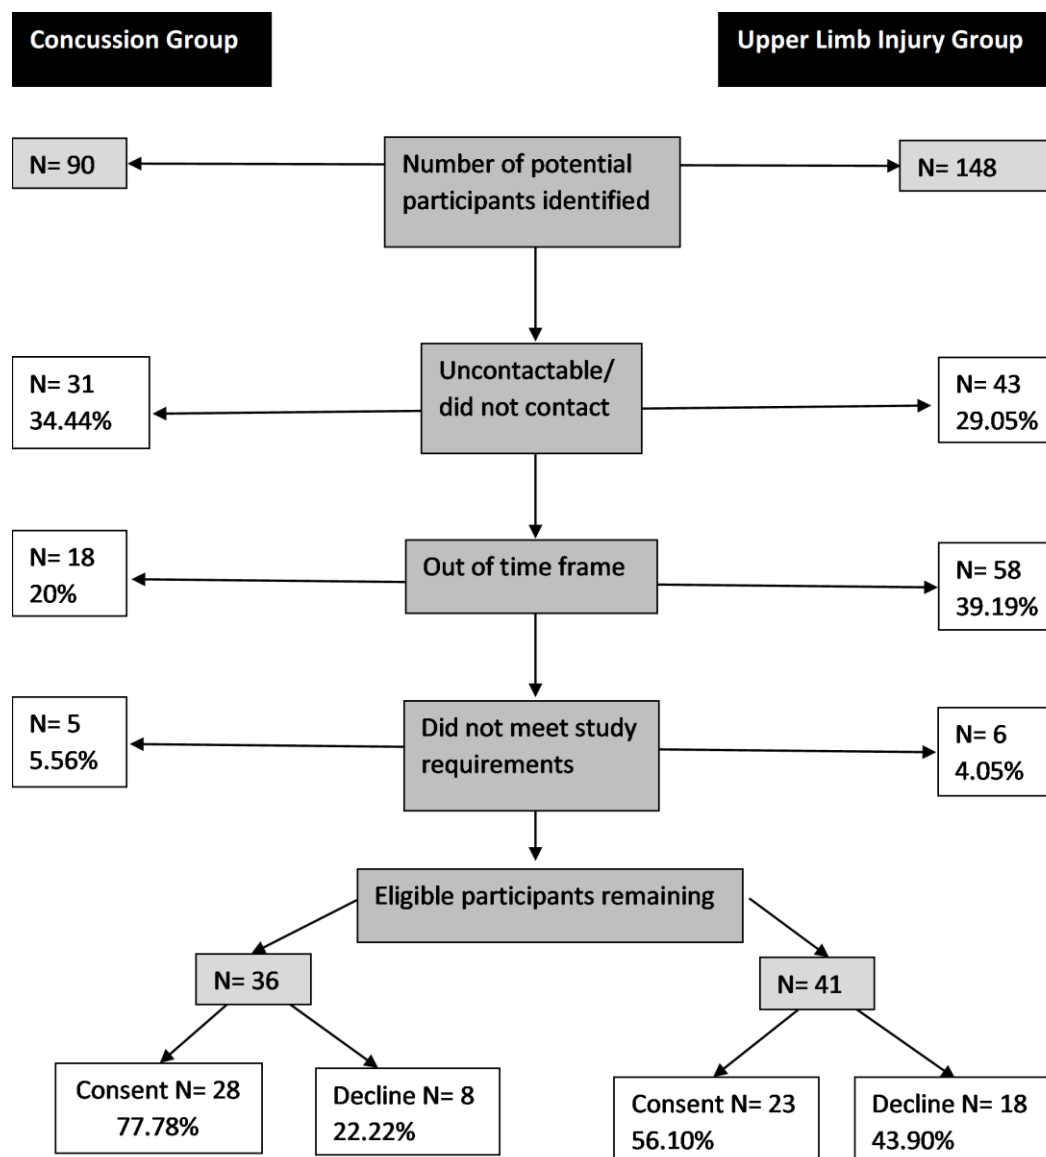 Concussion Group
Upper Limb Injury Group
N= 90
Number of potential
participants identified
N= 148
N= 31
34.44%
Uncontactable/
did not contact
N= 43
29.05%
N= 18
20%
Out of time frame
N= 58
39.19%
N= 5
5.56%
Did not meet study
requirements
N= 6
4.05%
Eligible participants remaining
N= 36
N= 41
Consent N= 28
77.78%
Decline N= 8
22.22%
Consent N= 23
56.10%
Decline N= 18
43.90%